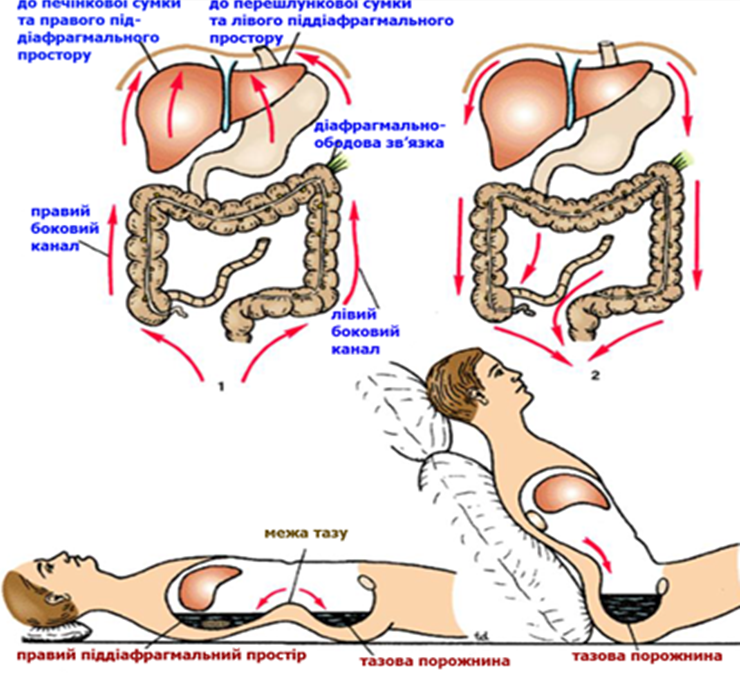 до печінкової сумки
та правого під-
діафрагмального
простору
до перешлункової сумки
та лівого піддіафрагмального
простору
діафрагмально-
ободова зв’язка
правий
боковий
канал
лівий
боковий
канал
1
2
межа тазу
правий піддіафрагмальний простір
тазова порожнина
тазова порожнина